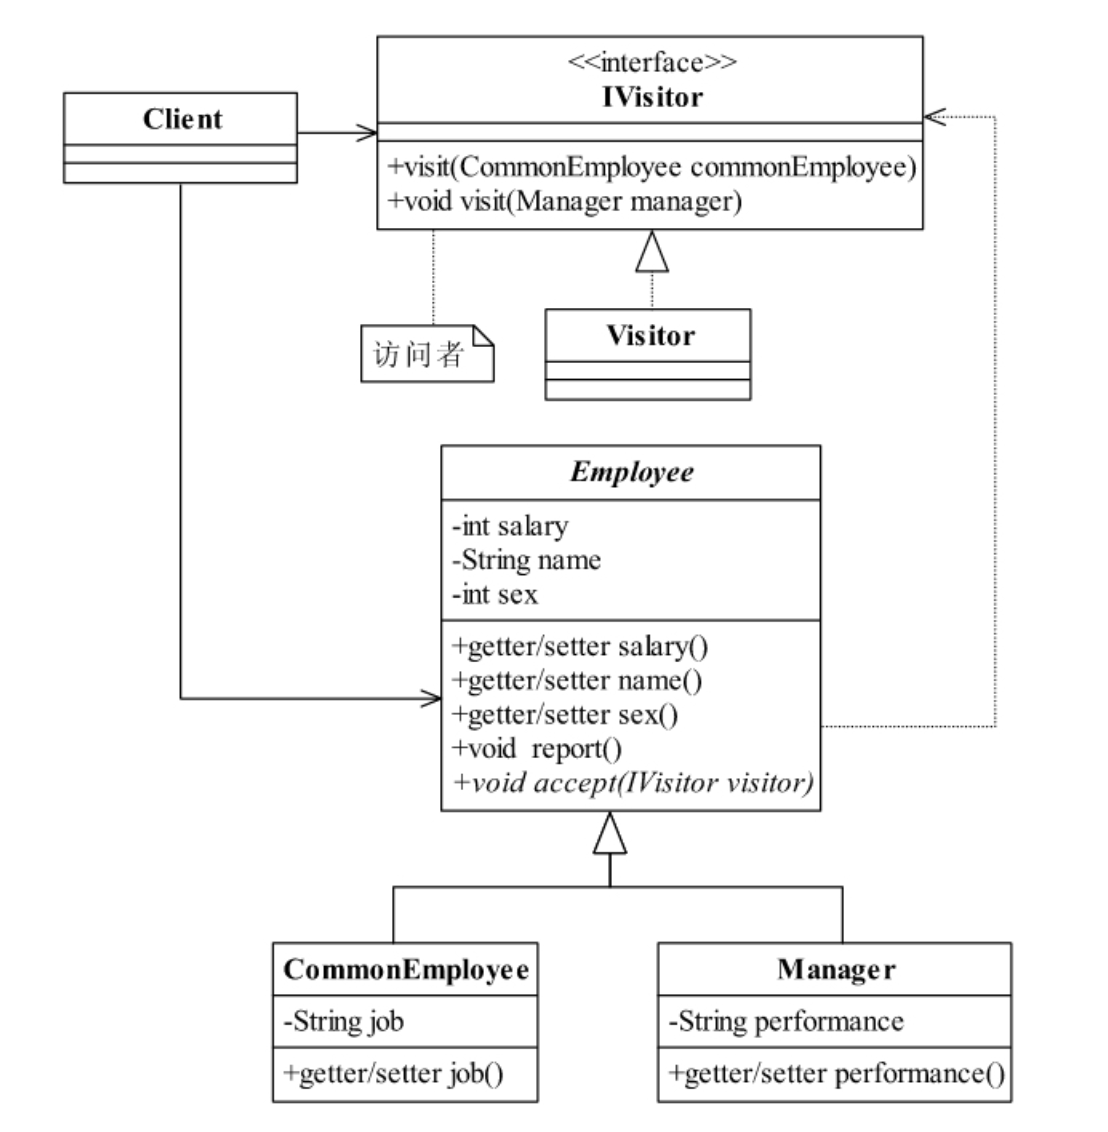 Client
<<interface>>
IVisitor
+visit(CommonEmployee commonEmployee)
+void visit(Manager manager)
访问者
Visitor
Employee
-int salary
-String name
-int sex
+getter/setter salary()
+getter/setter name()
+getter/setter sex()
+void report()
+void accept(IVisitor visitor)
CommonEmployee
-String job
+getter/setter job()
Manager
-String performance
+getter/setter performance()